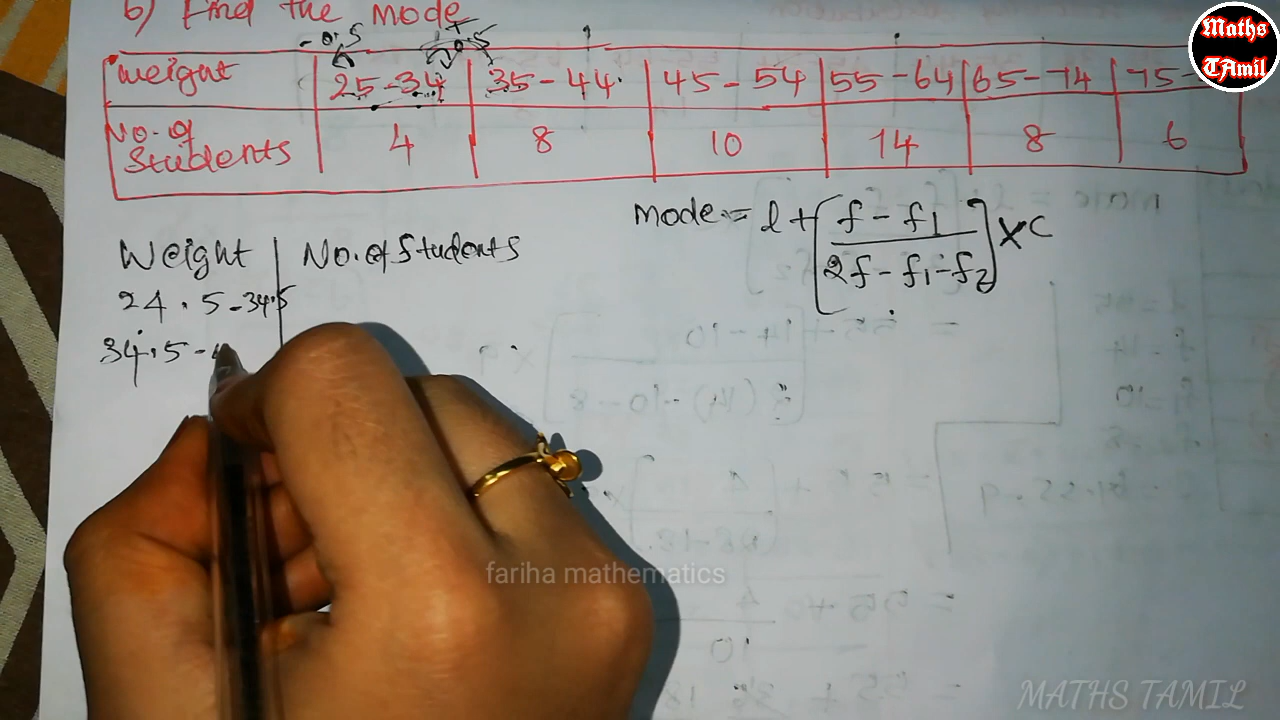 b) Find the mode
-0.5 + 0.5
Weight 25-34 35-44 45-54 55-64 65-74 75-
No. of Students 4 8 10 14 8 6
mode = l + [f - f1 / 2f - f1 - f2] x c
Weight No. of Students
24.5-34.5
34.5-4
Maths TAmil
fariha mathematics
MATHS TAMIL